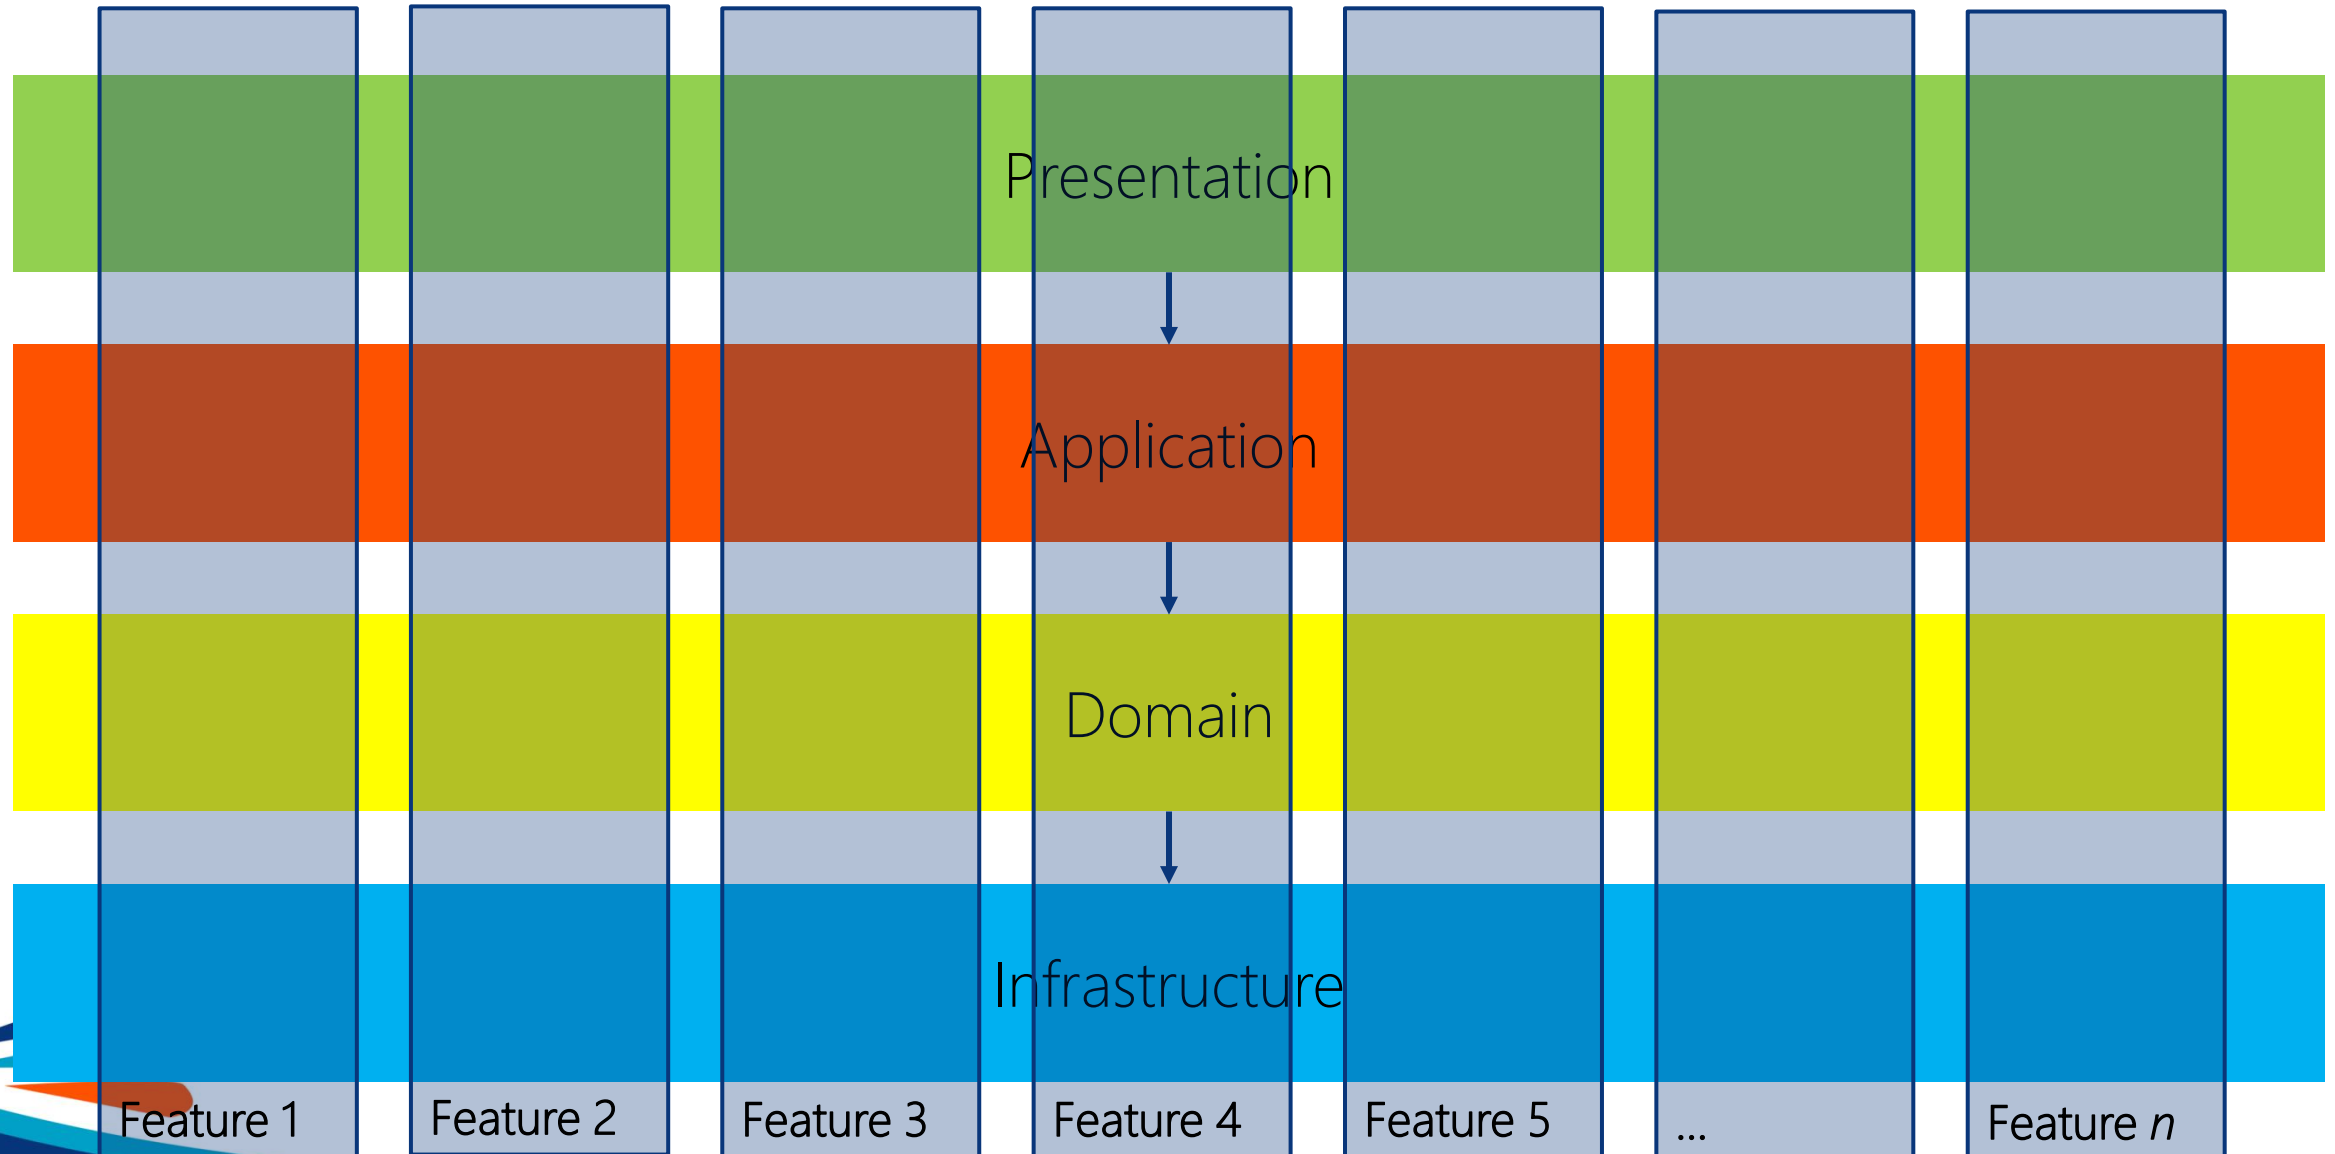 Presentation
Application
Domain
Infrastructure
Feature 1
Feature 2
Feature 3
Feature 4
Feature 5
...
Feature n